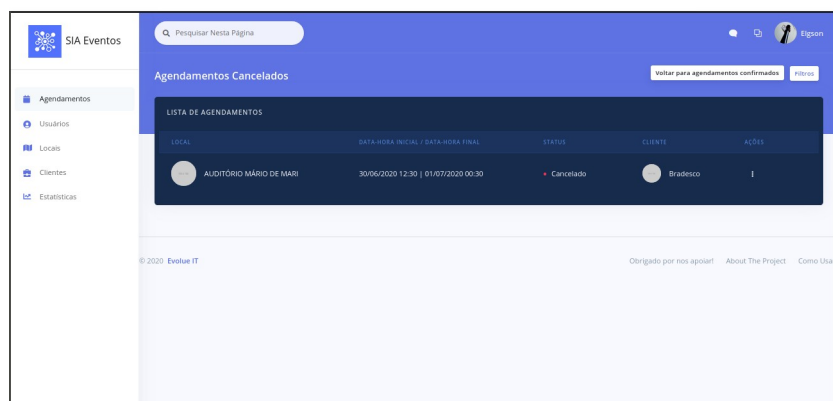 SIA Eventos
Pesquisar Nesta Página
Elgson
Agendamentos Cancelados
Voltar para agendamentos confirmados
Filtros
Agendamentos
Usuários
Locais
Clientes
Estatísticas
LISTA DE AGENDAMENTOS
LOCAL DATA-HORA INICIAL / DATA-HORA FINAL STATUS CLIENTE AÇÕES
AUDITÓRIO MÁRIO DE MARI 30/06/2020 12:30 | 01/07/2020 00:30 Cancelado Bradesco
© 2020 Evolue IT
Obrigado por nos apoiar! About The Project Como Usa